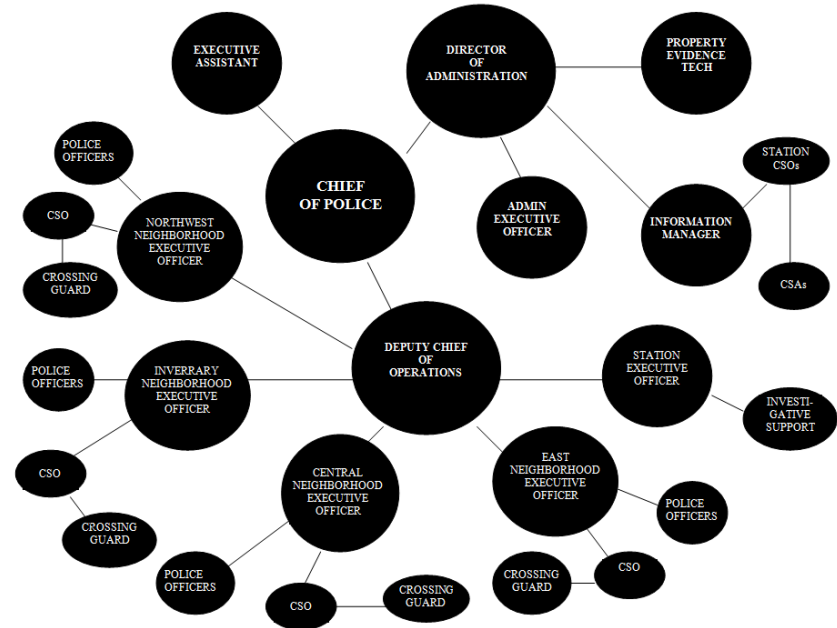 EXECUTIVE
ASSISTANT
DIRECTOR
OF
ADMINISTRATION
PROPERTY
EVIDENCE
TECH
POLICE
OFFICERS
CHIEF
OF POLICE
STATION
CSOs
CSO
NORTHWEST
NEIGHBORHOOD
EXECUTIVE
OFFICER
ADMIN
EXECUTIVE
OFFICER
INFORMATION
MANAGER
CROSSING
GUARD
CSAs
DEPUTY CHIEF
OF
OPERATIONS
POLICE
OFFICERS
INVERRARY
NEIGHBORHOOD
EXECUTIVE
OFFICER
STATION
EXECUTIVE
OFFICER
INVESTI-
GATIVE
SUPPORT
CSO
CENTRAL
NEIGHBORHOOD
EXECUTIVE
OFFICER
EAST
NEIGHBORHOOD
EXECUTIVE
OFFICER
POLICE
OFFICERS
CROSSING
GUARD
POLICE
OFFICERS
CSO
CROSSING
GUARD
CROSSING
GUARD
CSO